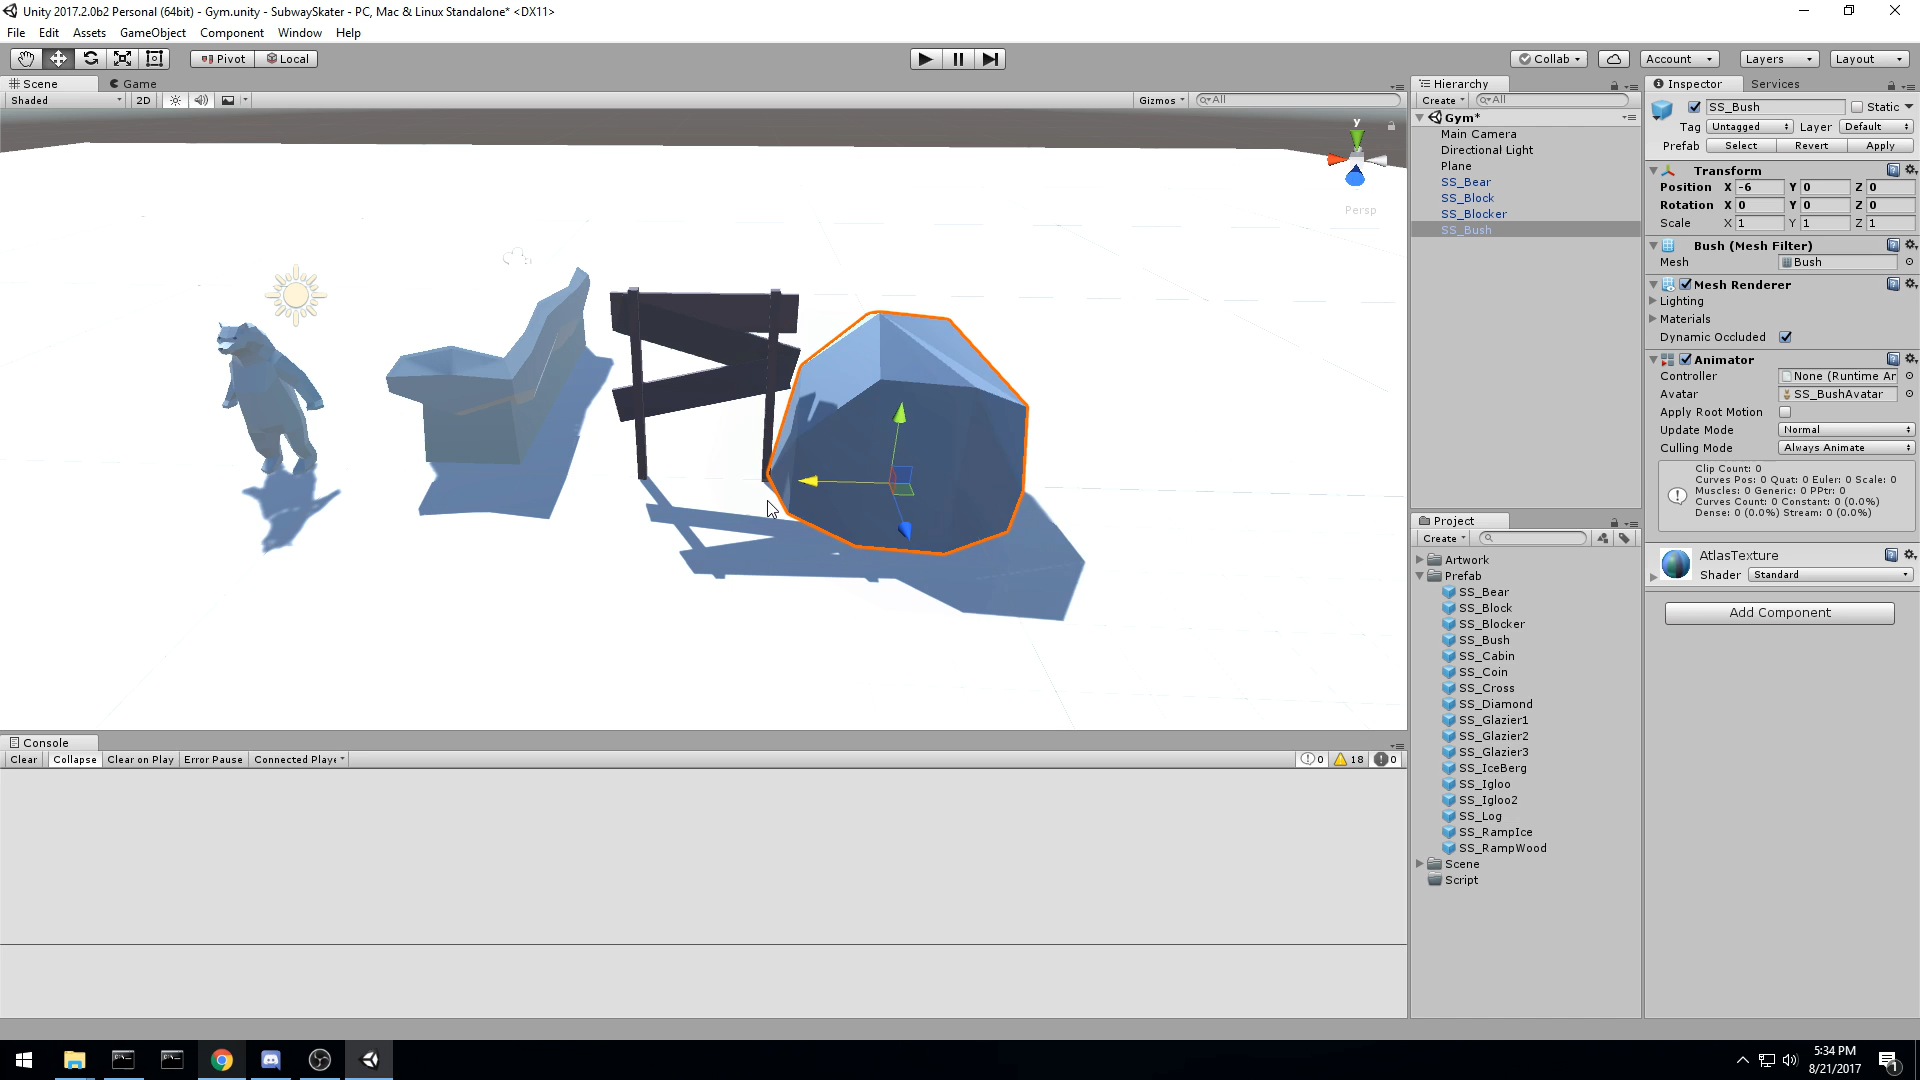 Unity 2017.2.0b2 Personal (64bit) - Gym.unity - SubwaySkater - PC, Mac & Linux Standalone* <DX11>
File Edit Assets GameObject Component Window Help
Pivot Local Collab Account Layers Layout
Scene Game
Shaded 2D Gizmos All
y
Persp
Hierarchy
Create All
Gym*
Main Camera
Directional Light
Plane
SS_Bear
SS_Block
SS_Blocker
SS_Bush
Project
Create
Artwork
Prefab
SS_Bear
SS_Block
SS_Blocker
SS_Bush
SS_Cabin
SS_Coin
SS_Cross
SS_Diamond
SS_Glazier1
SS_Glazier2
SS_Glazier3
SS_IceBerg
SS_Igloo
SS_Igloo2
SS_Log
SS_RampIce
SS_RampWood
Scene
Script
Inspector Services
SS_Bush Static
Tag Untagged Layer Default
Prefab Select Revert Apply
Transform
Position X -6 Y 0 Z 0
Rotation X 0 Y 0 Z 0
Scale X 1 Y 1 Z 1
Bush (Mesh Filter)
Mesh Bush
Mesh Renderer
Lighting
Materials
Dynamic Occluded
Animator
Controller None (Runtime Ar
Avatar SS_BushAvatar
Apply Root Motion
Update Mode Normal
Culling Mode Always Animate
Clip Count: 0
Curves Pos: 0 Quat: 0 Euler: 0 Scale: 0
Muscles: 0 Generic: 0 PPtr: 0
Curves Count: 0 Constant: 0 (0.0%)
Dense: 0 (0.0%) Stream: 0 (0.0%)
AtlasTexture
Shader Standard
Add Component
Console
Clear Collapse Clear on Play Error Pause Connected Playe 0 18 0
5:34 PM
8/21/2017
1